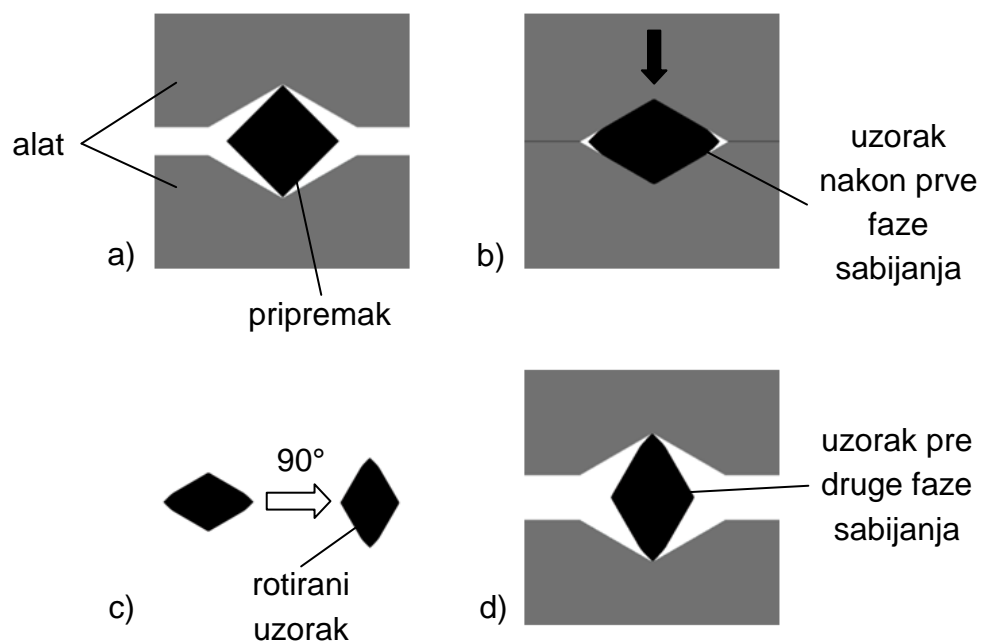 alat
a)
pripremak
b)
uzorak
nakon prve
faze
sabijanja
90°
c)
rotirani
uzorak
d)
uzorak pre
druge faze
sabijanja